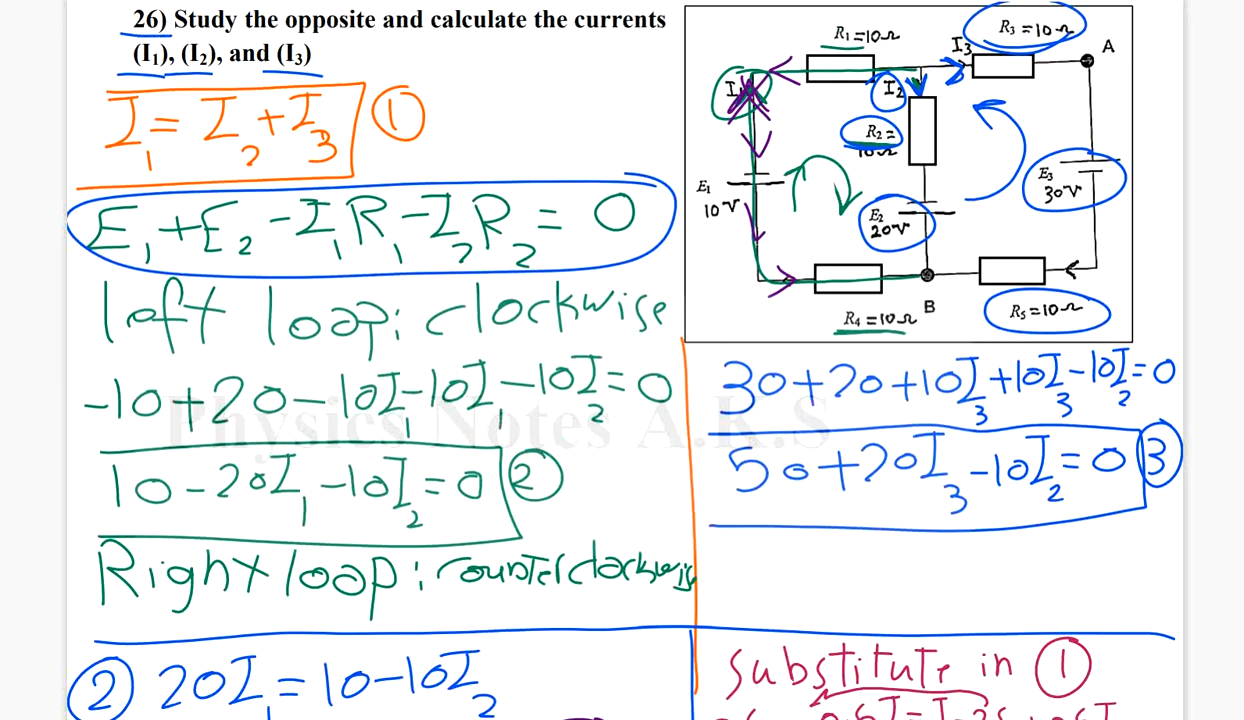 26) Study the opposite and calculate the currents
(I₁), (I₂), and (I₃)
I₁ = I₂ + I₃ ①
E₁ + E₂ - I₁R₁ - I₂R₂ = 0
left loop: clockwise
-10+20-10I₁-10I₁-10I₂=0
10-20I₁-10I₂=0 ②
Right loop: counterclockwis
② 20I₁ = 10-10I₂
R₁=10Ω
R₃=10Ω
I₃
A
I₂
R₂=
10Ω
E₁
10V
E₂
20V
E₃
30V
R₄=10Ω
B
R₅=10Ω
30+20+10I₃+10I₃-10I₂=0
50+20I₃-10I₂=0 ③
Physics Notes A.K.S
Substitute in ①